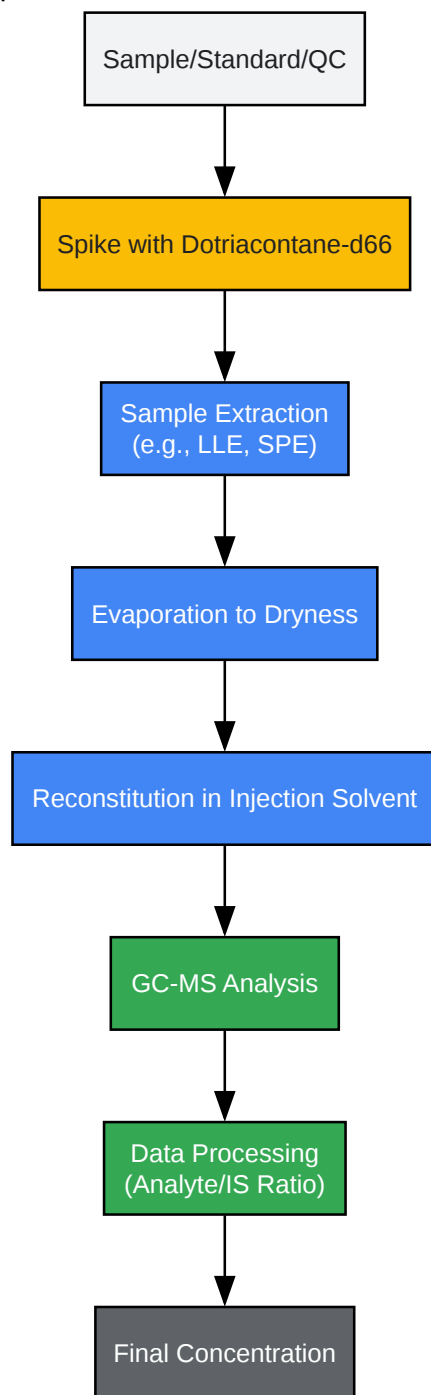 Sample/Standard/QC
Spike with Dotriacontane-d66
Sample Extraction
(e.g., LLE, SPE)
Evaporation to Dryness
Reconstitution in Injection Solvent
GC-MS Analysis
Data Processing
(Analyte/IS Ratio)
Final Concentration